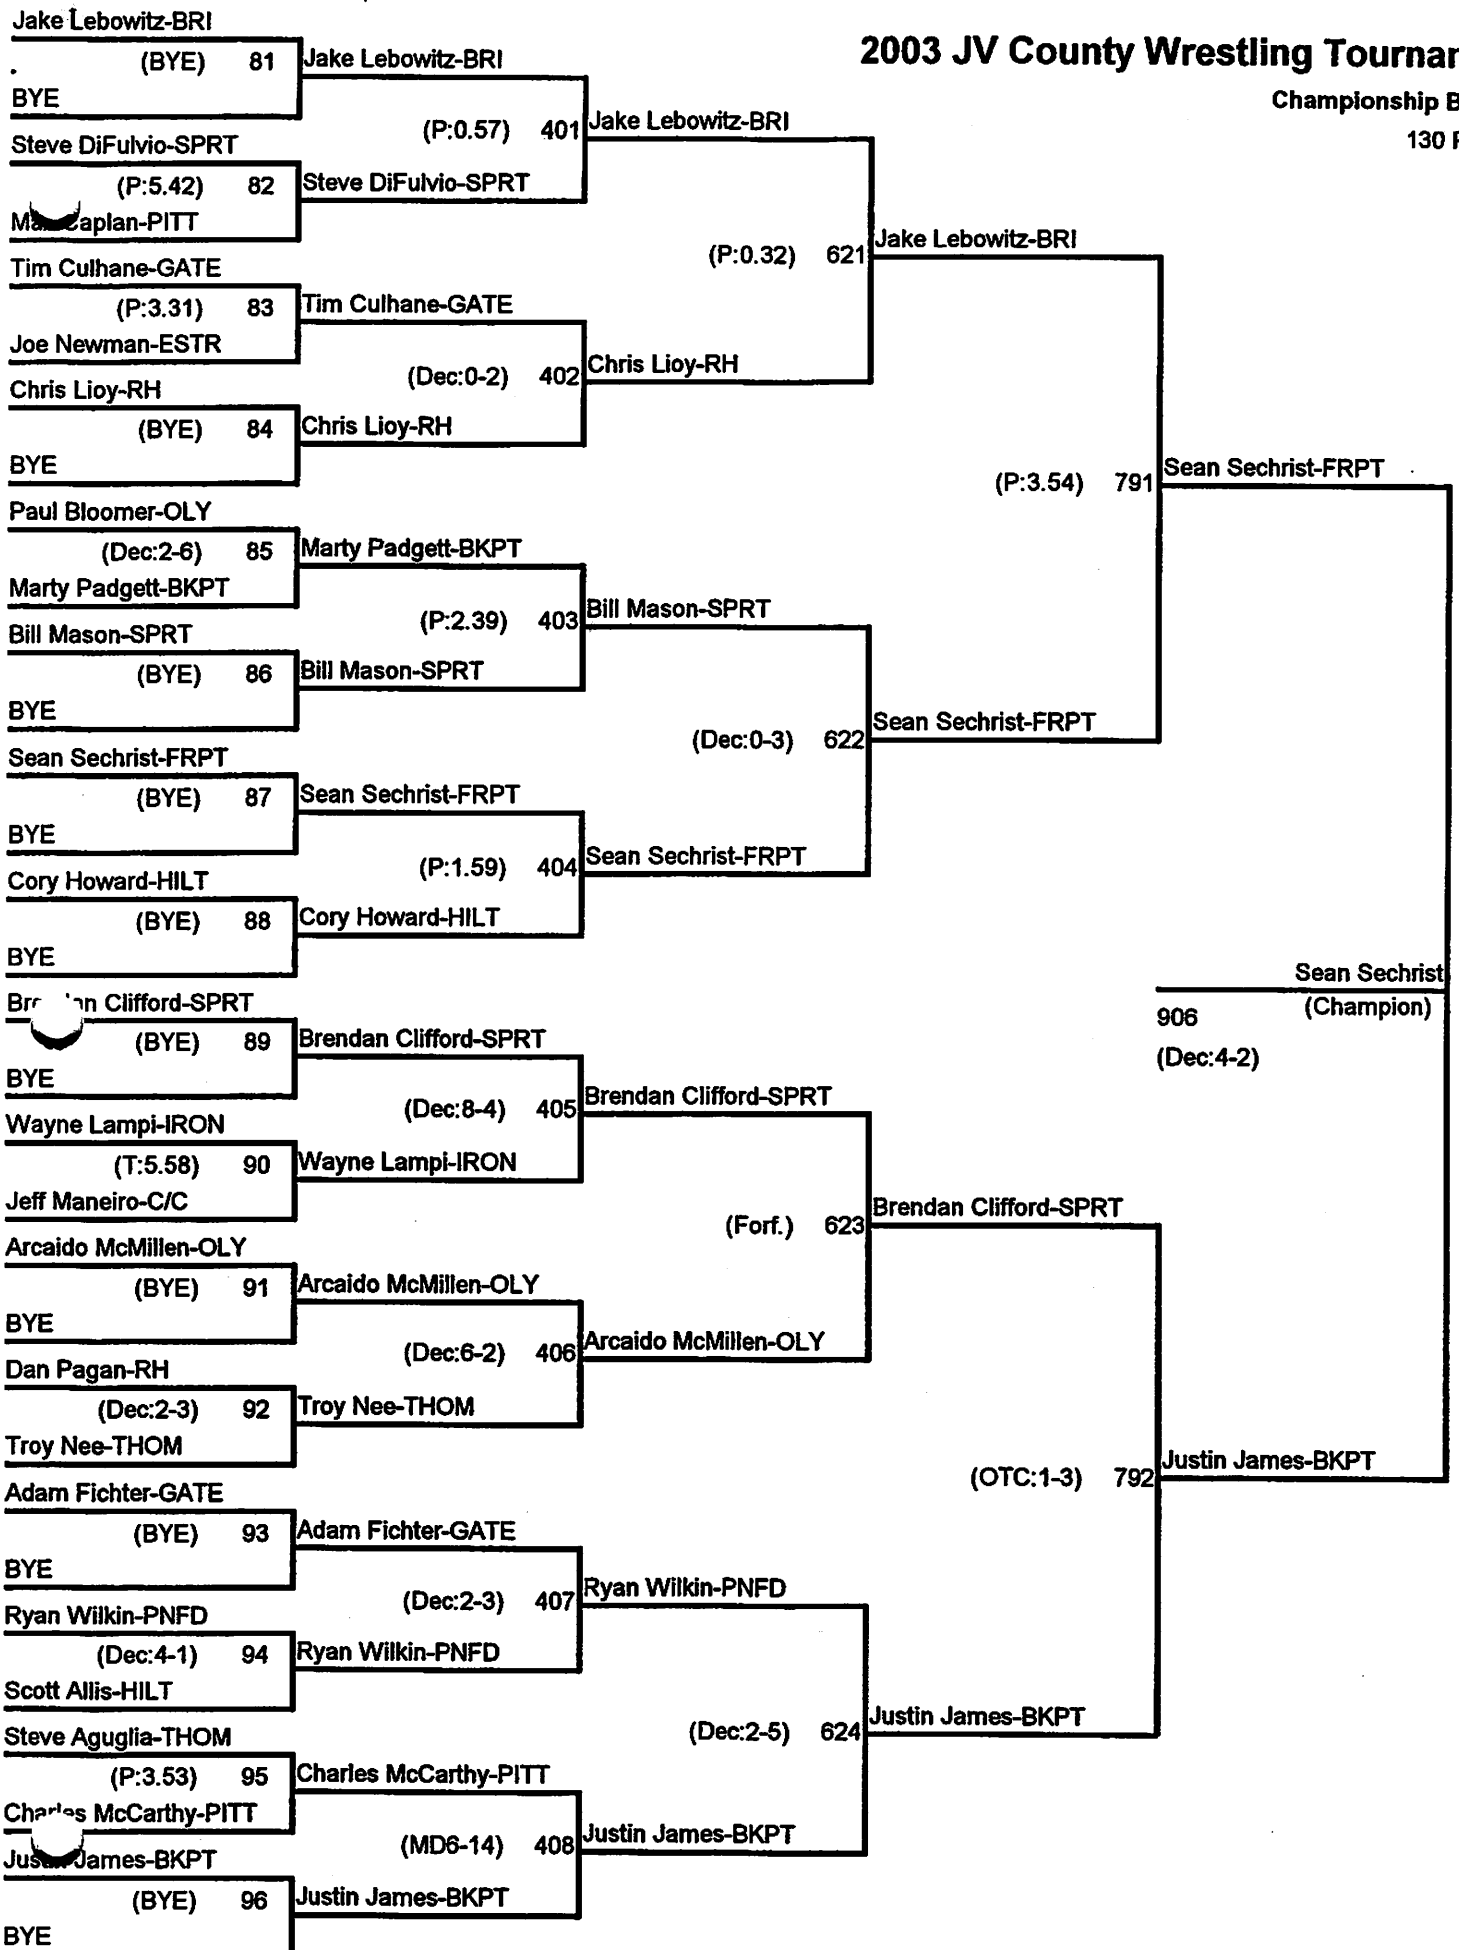 2003 JV County Wrestling Tournam
Championship B
130
Jake Lebowitz-BRI
(BYE) 81
BYE
Steve DiFulvio-SPRT
(P:5.42) 82
aplan-PITT
Tim Culhane-GATE
(P:3.31) 83
Joe Newman-ESTR
Chris Lioy-RH
(BYE) 84
BYE
Paul Bloomer-OLY
(Dec:2-6) 85
Marty Padgett-BKPT
Bill Mason-SPRT
(BYE) 86
BYE
Sean Sechrist-FRPT
(BYE) 87
BYE
Cory Howard-HILT
(BYE) 88
BYE
Brendan Clifford-SPRT
(BYE) 89
BYE
Wayne Lampi-IRON
(T:5.58) 90
Jeff Maneiro-C/C
Arcaido McMillen-OLY
(BYE) 91
BYE
Dan Pagan-RH
(Dec:2-3) 92
Troy Nee-THOM
Adam Fichter-GATE
(BYE) 93
BYE
Ryan Wilkin-PNFD
(Dec:4-1) 94
Scott Allis-HILT
Steve Aguglia-THOM
(P:3.53) 95
Charles McCarthy-PITT
Justin James-BKPT
(BYE) 96
BYE
Jake Lebowitz-BRI
(P:0.57) 401
Steve DiFulvio-SPRT
Tim Culhane-GATE
(Dec:0-2) 402
Chris Lioy-RH
Marty Padgett-BKPT
(P:2.39) 403
Bill Mason-SPRT
Sean Sechrist-FRPT
(P:1.59) 404
Cory Howard-HILT
Brendan Clifford-SPRT
(Dec:8-4) 405
Wayne Lampi-IRON
Arcaido McMillen-OLY
(Dec:6-2) 406
Troy Nee-THOM
Adam Fichter-GATE
(Dec:2-3) 407
Ryan Wilkin-PNFD
Charles McCarthy-PITT
(MD6-14) 408
Justin James-BKPT
Jake Lebowitz-BRI
(P:0.32) 621
Chris Lioy-RH
Bill Mason-SPRT
(Dec:0-3) 622
Sean Sechrist-FRPT
Brendan Clifford-SPRT
(Forf.) 623
Arcaido McMillen-OLY
Ryan Wilkin-PNFD
(Dec:2-5) 624
Justin James-BKPT
Jake Lebowitz-BRI
(P:3.54) 791
Sean Sechrist-FRPT
Brendan Clifford-SPRT
(OTC:1-3) 792
Justin James-BKPT
Sean Sechrist-FRPT
Sean Sechrist
906 (Champion)
(Dec:4-2)
Justin James-BKPT